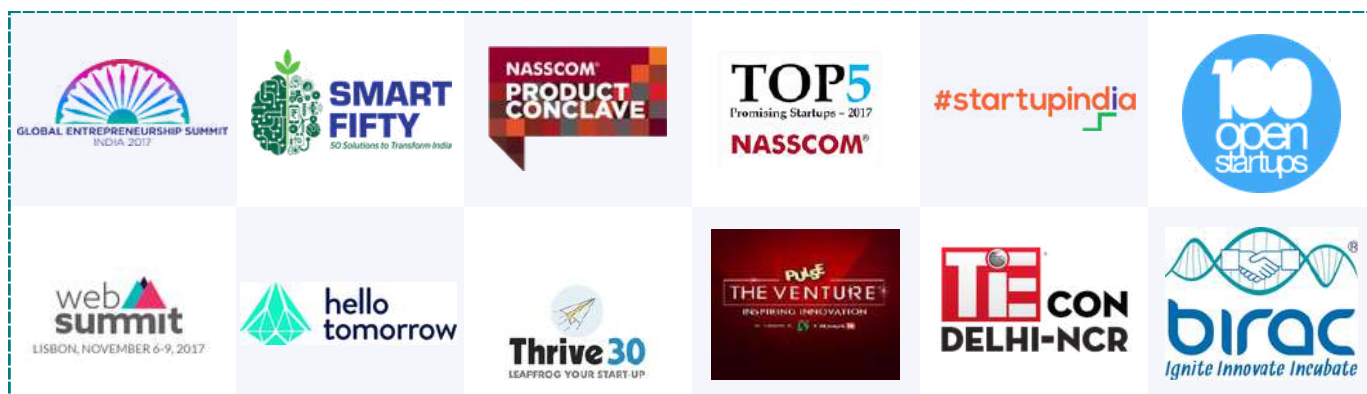 GLOBAL ENTREPRENEURSHIP SUMMIT
INDIA 2017
SMART
FIFTY
50 Solutions to Transform India
NASSCOM®
PRODUCT
CONCLAVE
TOP5
Promising Startups - 2017
NASSCOM®
#startupindia
100
open
startups
web
summit
LISBON, NOVEMBER 6-9, 2017
hello
tomorrow
Thrive 30
LEAPFROG YOUR START-UP
PULSE
THE VENTURE
INSPIRING INNOVATION
TiE CON
DELHI-NCR
®
birac
Ignite Innovate Incubate